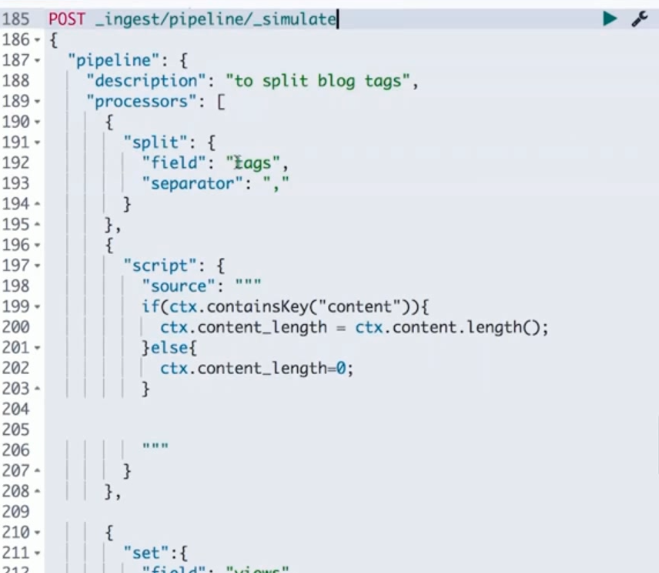 185 POST _ingest/pipeline/_simulate
186 {
187 "pipeline": {
188 "description": "to split blog tags",
189 "processors": [
190 {
191 "split": {
192 "field": "tags",
193 "separator": ","
194 }
195 },
196 {
197 "script": {
198 "source": """
199 if(ctx.containsKey("content")){
200 ctx.content_length = ctx.content.length();
201 }else{
202 ctx.content_length=0;
203 }
204
205
206 """
207 }
208 },
209
210 {
211 "set":{
212 "field": "views"